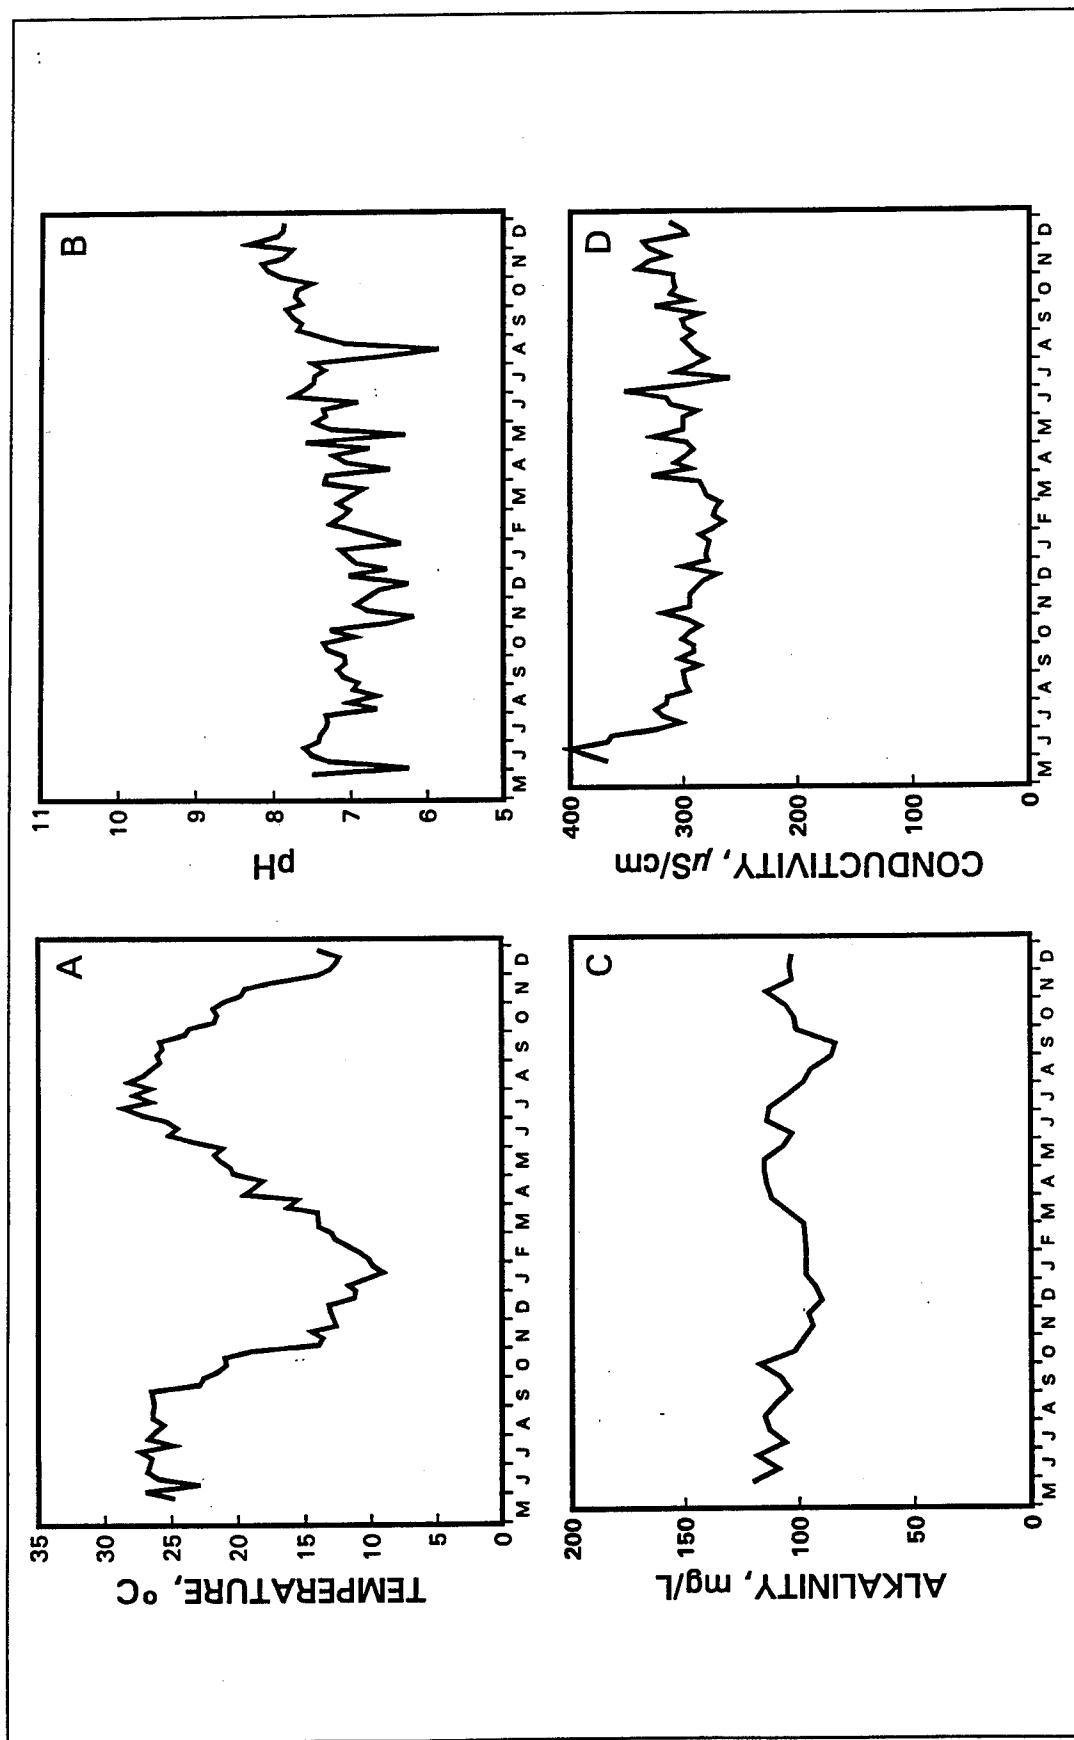 A
35
30
25
20
15
10
5
0
TEMPERATURE, °C
M J J A S O N D J F M A M J J A S O N D
B
11
10
9
8
7
6
5
pH
M J J A S O N D J F M A M J J A S O N D
C
200
150
100
50
0
ALKALINITY, mg/L
M J J A S O N D J F M A M J J A S O N D
D
400
300
200
100
0
CONDUCTIVITY, µS/cm
M J J A S O N D J F M A M J J A S O N D